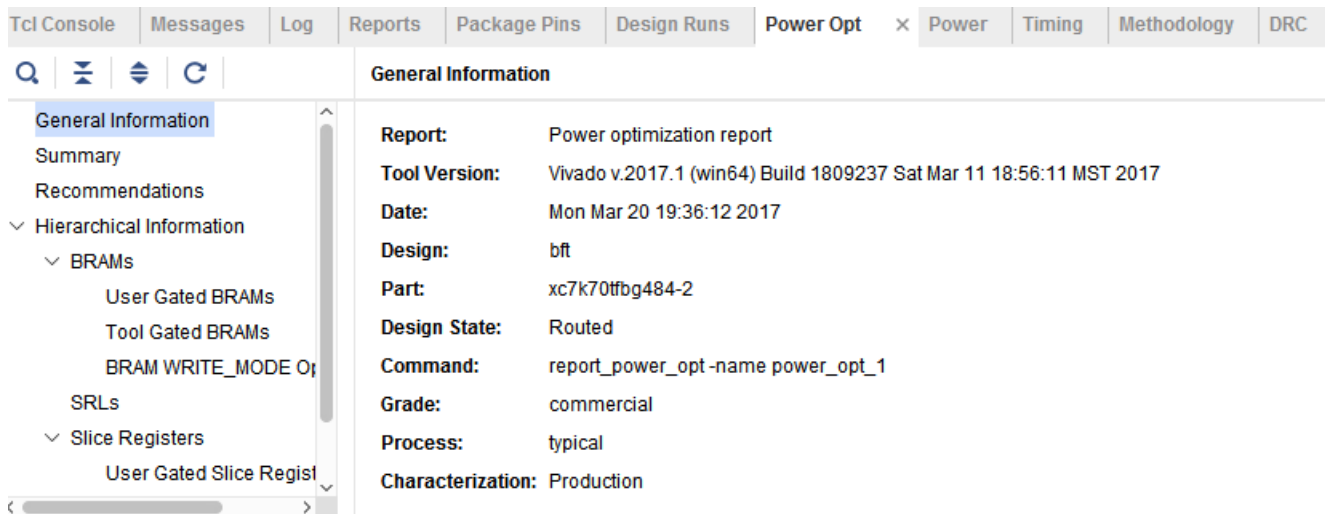 Tcl Console Messages Log Reports Package Pins Design Runs Power Opt × Power Timing Methodology DRC
General Information
General Information
Summary
Recommendations
Hierarchical Information
BRAMs
User Gated BRAMs
Tool Gated BRAMs
BRAM WRITE_MODE Op
SRLs
Slice Registers
User Gated Slice Regist
Report: Power optimization report
Tool Version: Vivado v.2017.1 (win64) Build 1809237 Sat Mar 11 18:56:11 MST 2017
Date: Mon Mar 20 19:36:12 2017
Design: bft
Part: xc7k70tfbg484-2
Design State: Routed
Command: report_power_opt -name power_opt_1
Grade: commercial
Process: typical
Characterization: Production